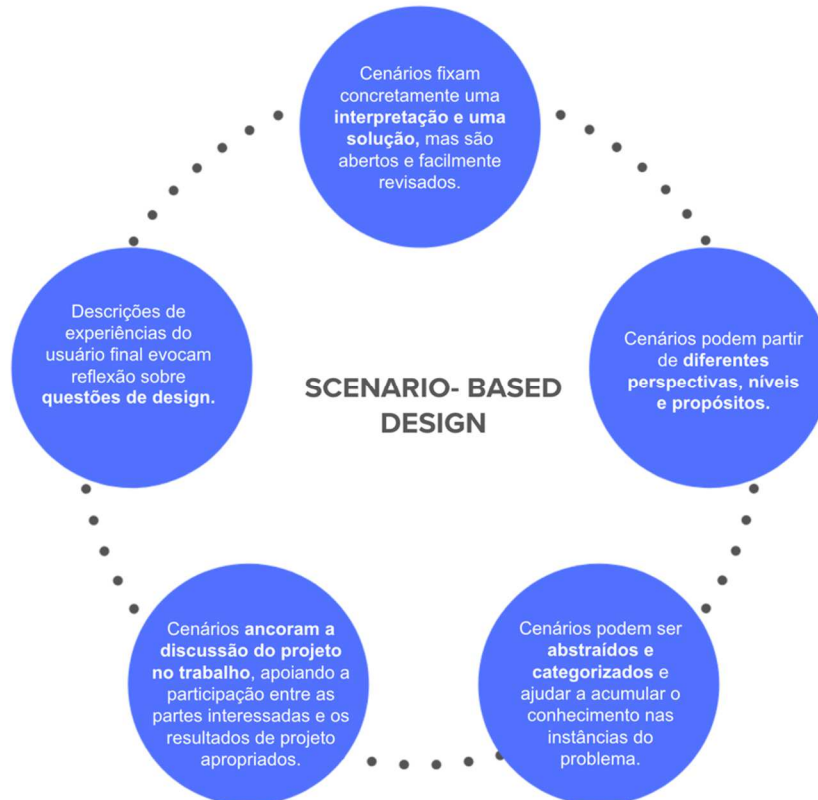 Cenários fixam
concretamente uma
interpretação e uma
solução, mas são
abertos e facilmente
revisados.
Descrições de
experiências do
usuário final evocam
reflexão sobre
questões de design.
SCENARIO- BASED
DESIGN
Cenários podem partir
de diferentes
perspectivas, níveis
e propósitos.
Cenários ancoram a
discussão do projeto
no trabalho, apoiando a
participação entre as
partes interessadas e os
resultados de projeto
apropriados.
Cenários podem ser
abstraídos e
categorizados e
ajudar a acumular o
conhecimento nas
instâncias do
problema.